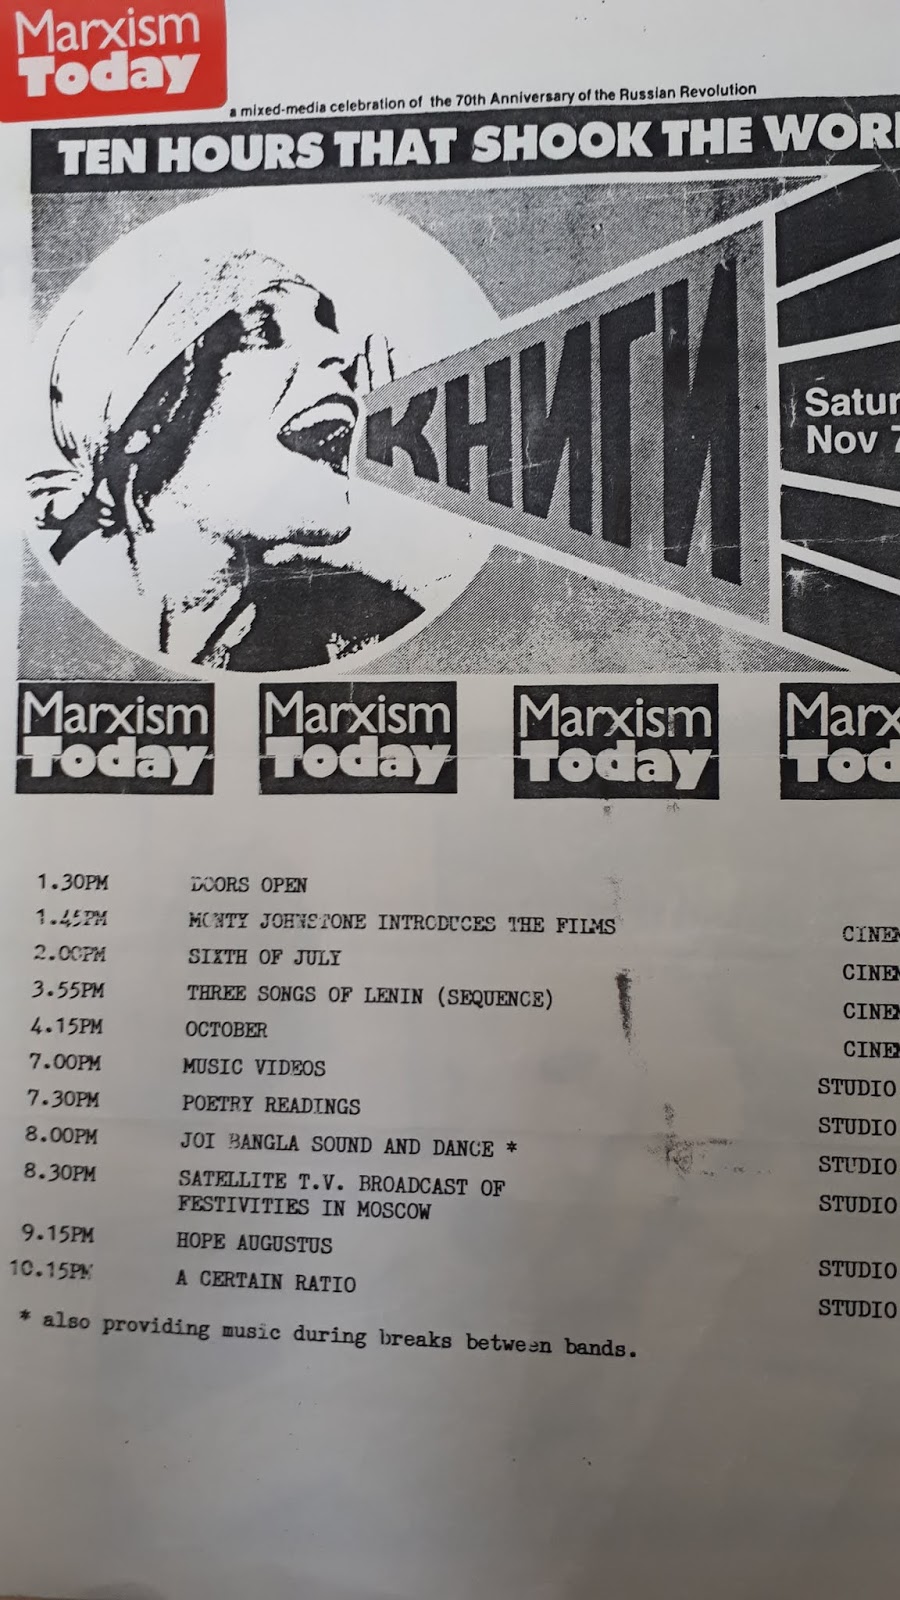 Marxism
Today
a mixed-media celebration of the 70th Anniversary of the Russian Revolution
TEN HOURS THAT SHOOK THE WOR
КНИГИ
Satur
Nov 7
Marxism
Today
Marxism
Today
Marxism
Today
Marx
Tod
1.30PM DOORS OPEN
1.45PM MONTY JOHNSTONE INTRODUCES THE FILMS CINE
2.00PM SIXTH OF JULY CINE
3.55PM THREE SONGS OF LENIN (SEQUENCE) CINE
4.15PM OCTOBER CINE
7.00PM MUSIC VIDEOS STUDIO
7.30PM POETRY READINGS STUDIO
8.00PM JOI BANGLA SOUND AND DANCE * STUDIO
8.30PM SATELLITE T.V. BROADCAST OF STUDIO
FESTIVITIES IN MOSCOW
9.15PM HOPE AUGUSTUS STUDIO
10.15PM A CERTAIN RATIO STUDIO
* also providing music during breaks between bands.